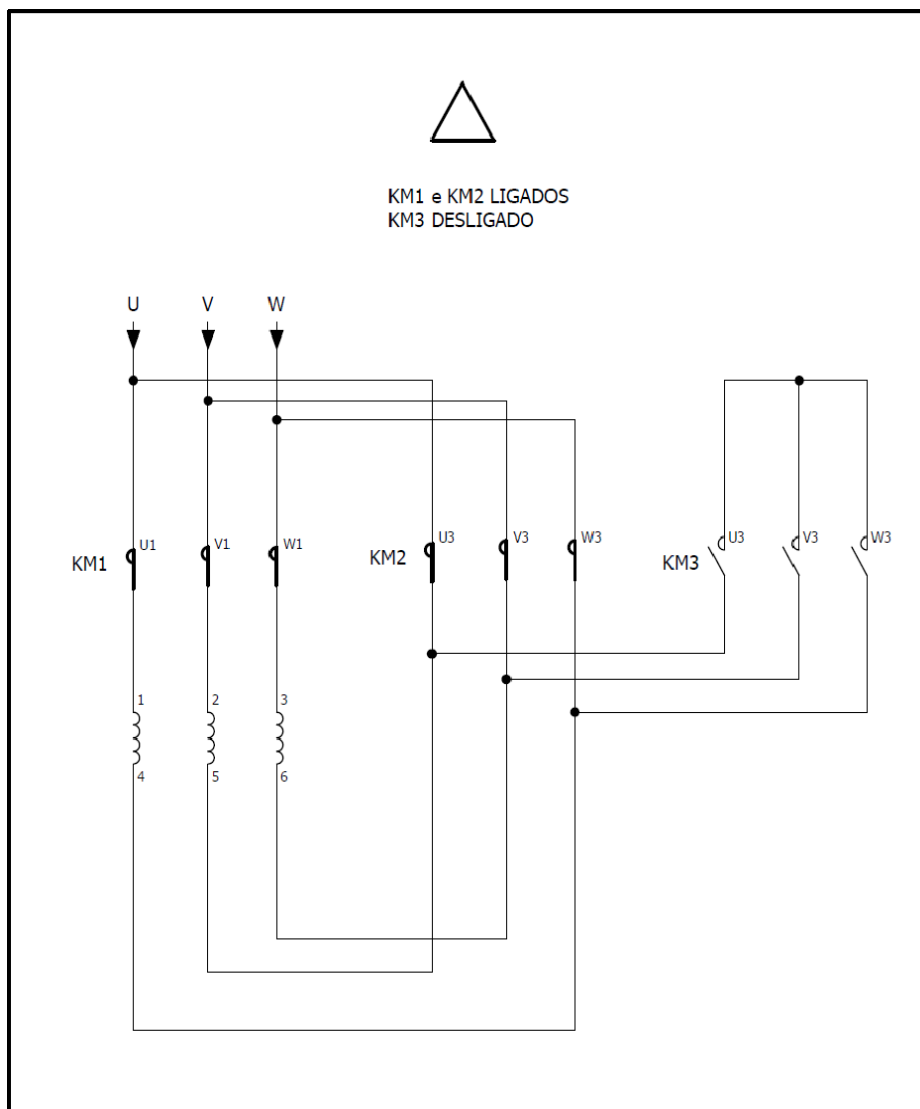 KM1 e KM2 LIGADOS
KM3 DESLIGADO
U V W
KM1 U1 V1 W1 KM2 U3 V3 W3 KM3 U3 V3 W3
1 2 3
4 5 6